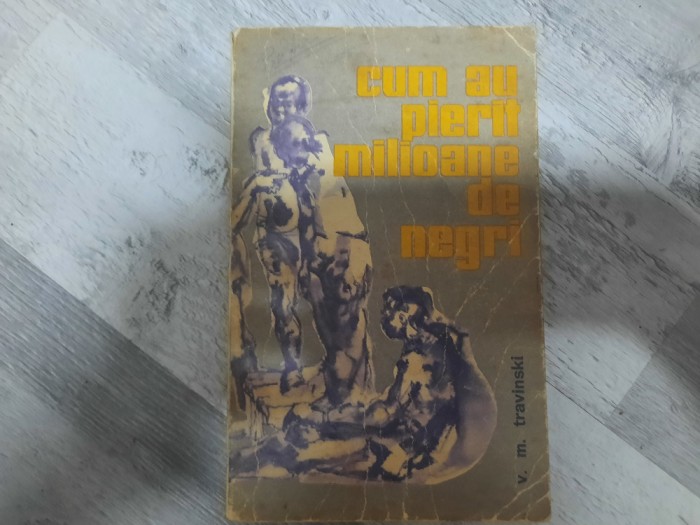 cum au
pierit
milioane
de
negri
v. m. travinski